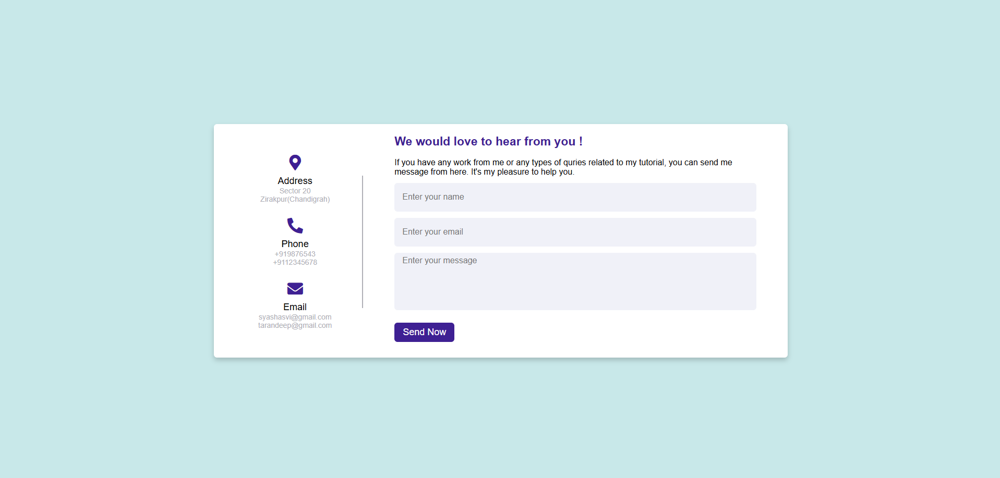 Address
Sector 20
Zirakpur(Chandigrah)
Phone
+919876543
+9112345678
Email
syashasvi@gmail.com
tarandeep@gmail.com
We would love to hear from you !
If you have any work from me or any types of quries related to my tutorial, you can send me
message from here. It's my pleasure to help you.
Enter your name
Enter your email
Enter your message
Send Now